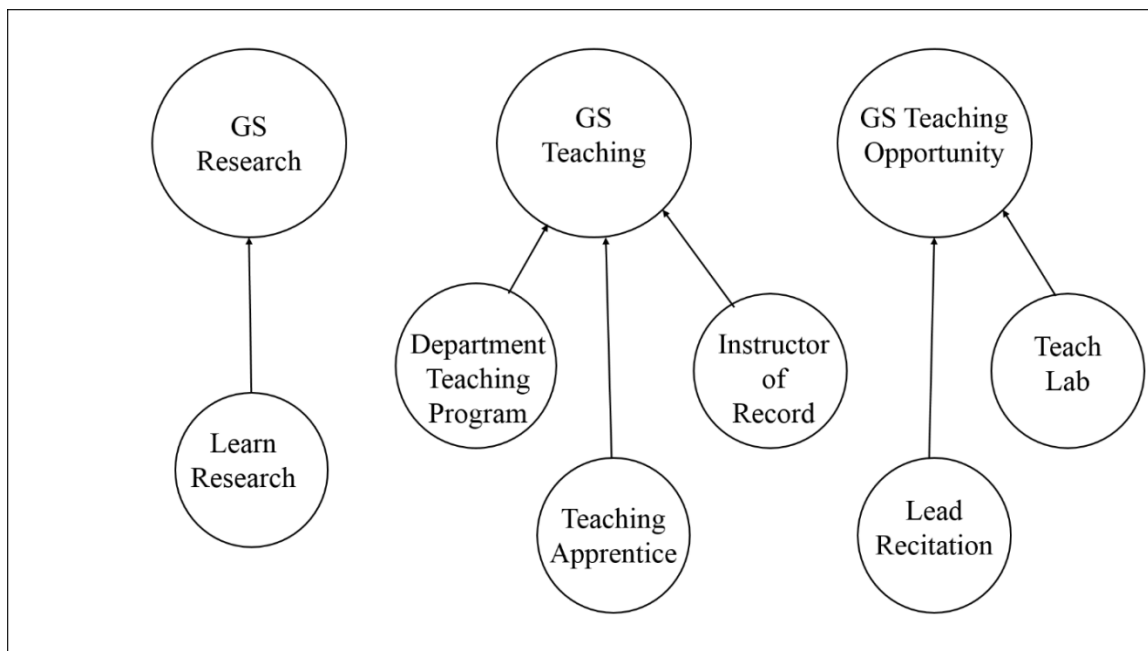 GS
Research
GS
Teaching
GS Teaching
Opportunity
Department
Teaching
Program
Instructor
of
Record
Teach
Lab
Learn
Research
Teaching
Apprentice
Lead
Recitation